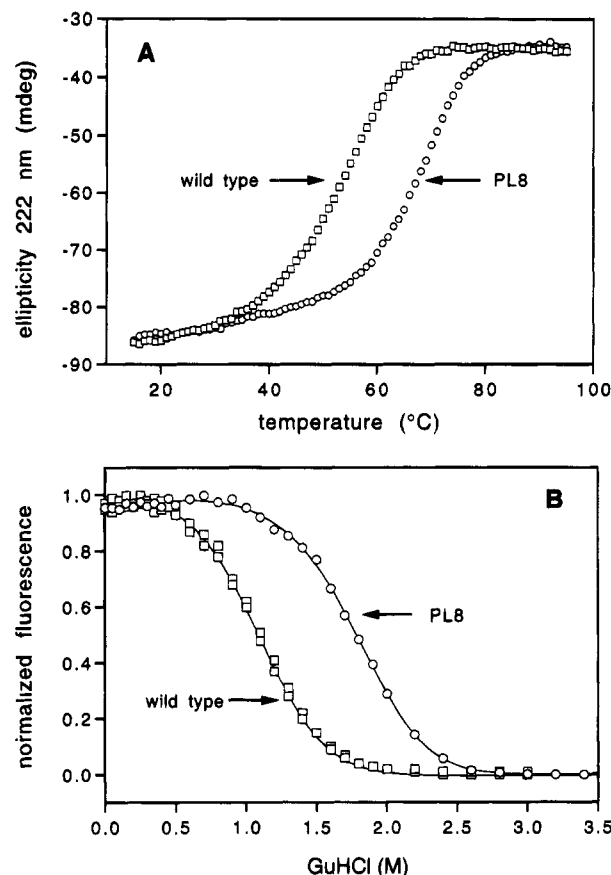 A
ellipticity 222 nm (mdeg)
-30
-40
-50
-60
-70
-80
-90
wild type
PL8
20
40
60
80
100
temperature (°C)
B
normalized fluorescence
1.0
0.8
0.6
0.4
0.2
0.0
PL8
wild type
0.0
0.5
1.0
1.5
2.0
2.5
3.0
3.5
GuHCl (M)